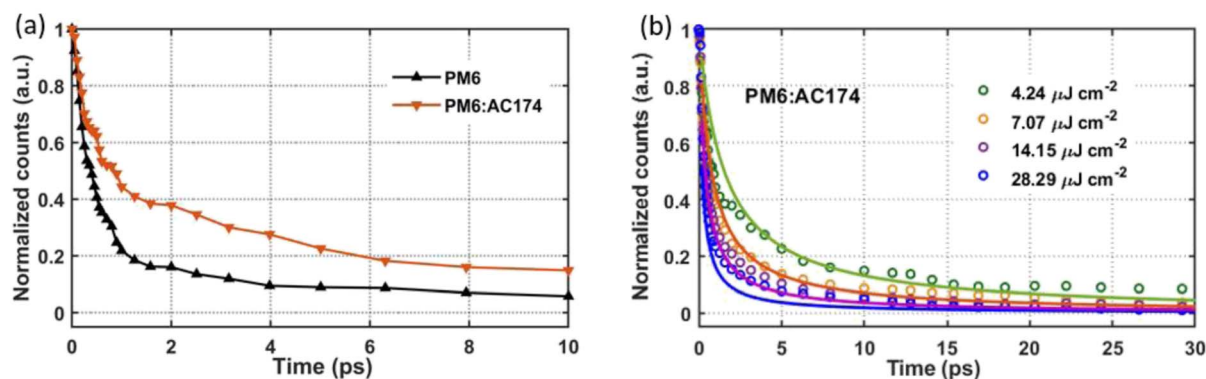 (a)
Normalized counts (a.u.)
1
0.8
0.6
0.4
0.2
0
PM6
PM6:AC174
0 2 4 6 8 10
Time (ps)
(b)
Normalized counts (a.u.)
1
0.8
0.6
0.4
0.2
0
PM6:AC174
4.24 μJ cm-2
7.07 μJ cm-2
14.15 μJ cm-2
28.29 μJ cm-2
0 5 10 15 20 25 30
Time (ps)